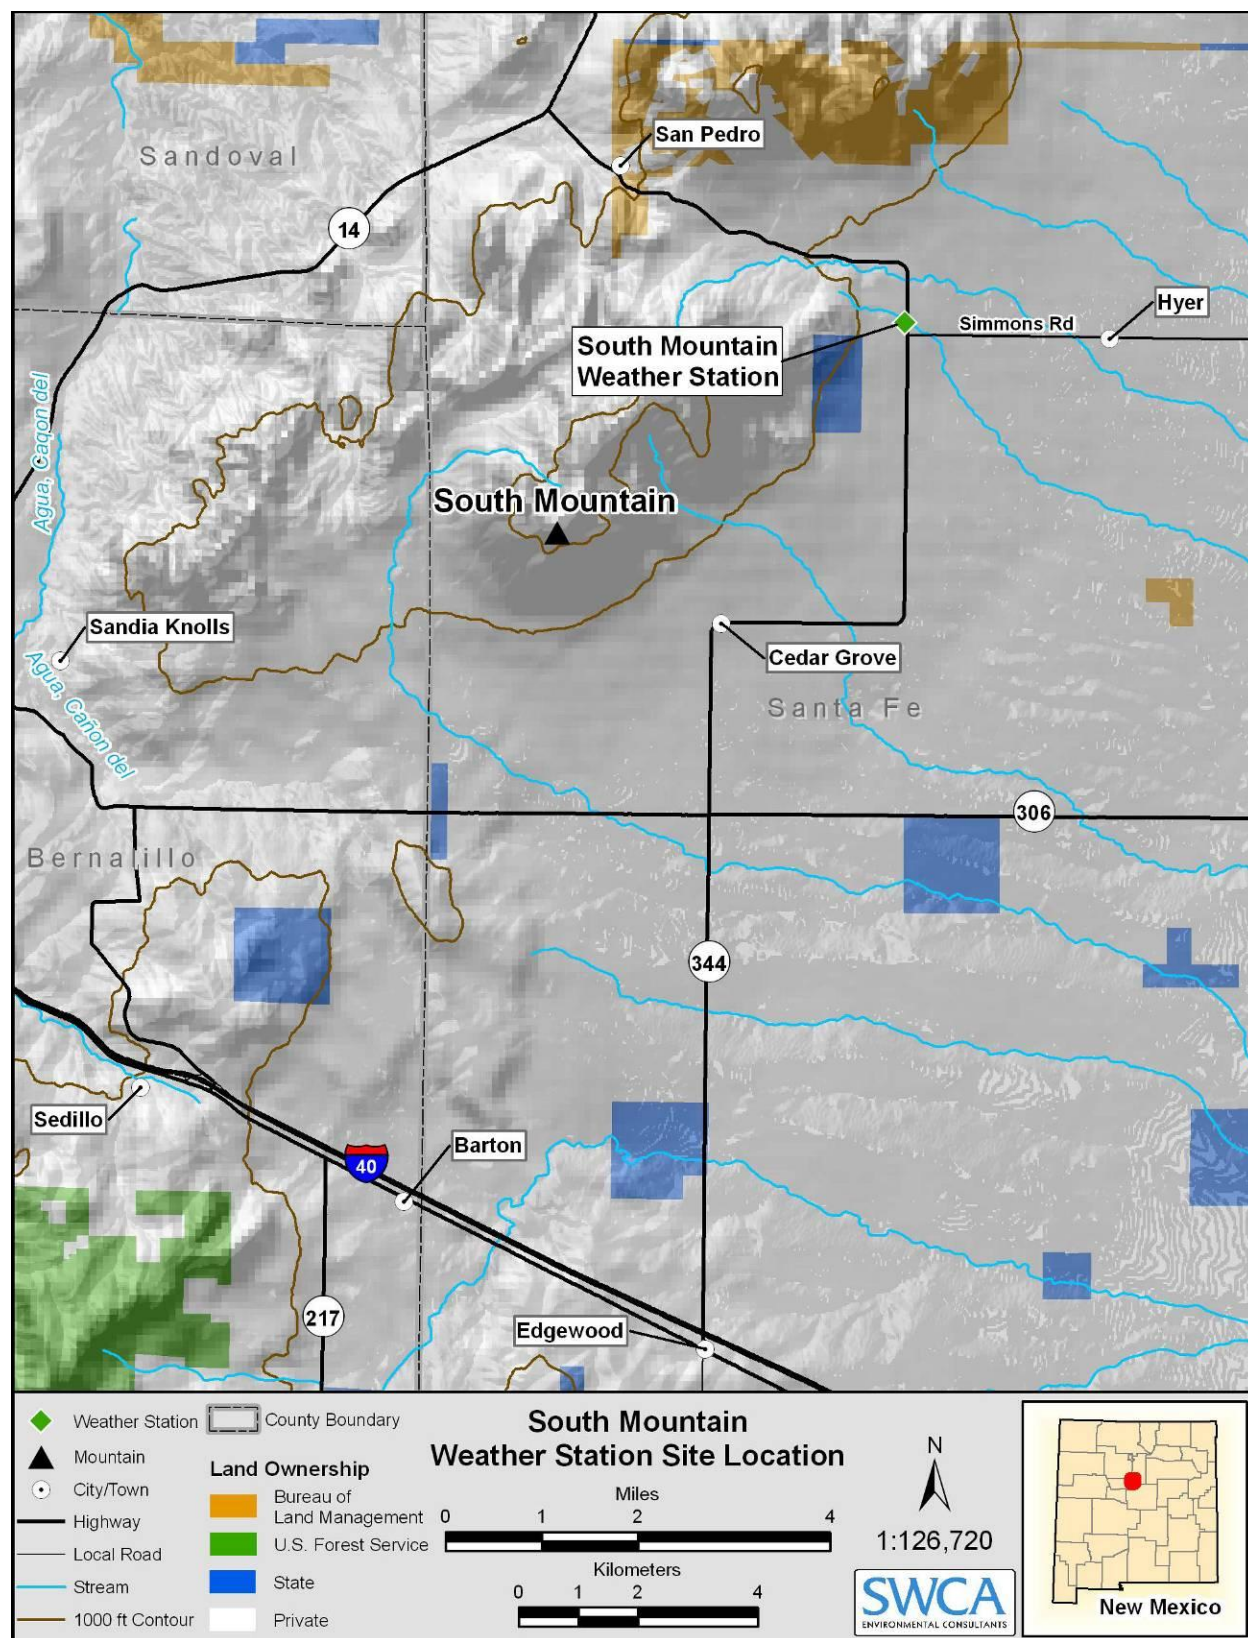 San Pedro
Sandoval
14
Hyer
Simmons Rd
South Mountain
Weather Station
Agua, Caqon del
South Mountain
Sandia Knolls
Cedar Grove
Agua, Cañon del
Santa Fe
306
Bernalillo
344
Sedillo
Barton
40
217
Edgewood
Weather Station
Mountain
City/Town
Highway
Local Road
Stream
1000 ft Contour
County Boundary
Land Ownership
Bureau of
Land Management
U.S. Forest Service
State
Private
South Mountain
Weather Station Site Location
Miles
0 1 2 4
Kilometers
0 1 2 4
N
1:126,720
SWCA
ENVIRONMENTAL CONSULTANTS
New Mexico